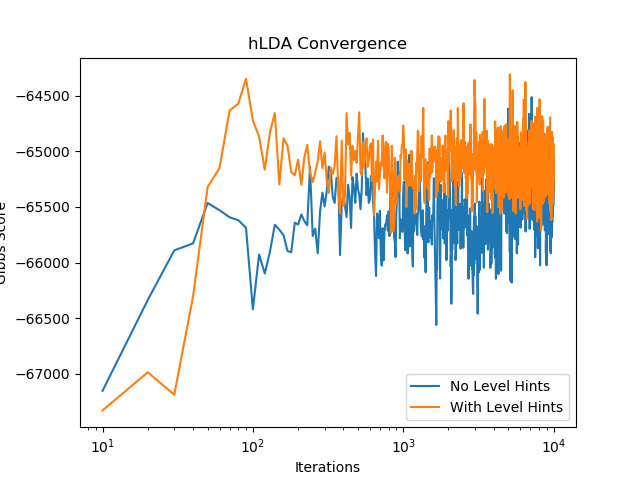 hLDA Convergence
−64500
−65000
−65500
−66000
−66500
−67000
Gibbs Score
10¹
10²
10³
10⁴
Iterations
No Level Hints
With Level Hints